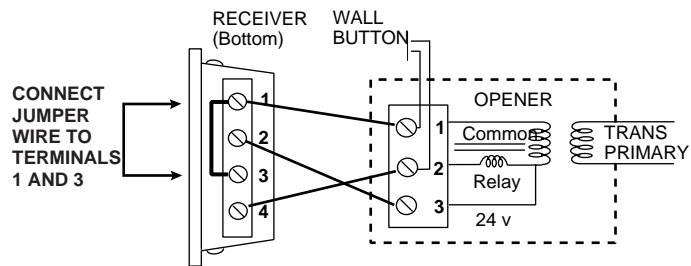 RECEIVER
(Bottom)
WALL
BUTTON
CONNECT
JUMPER
WIRE TO
TERMINALS
1 AND 3
1
2
3
4
OPENER
1
Common
2
Relay
3
24 v
TRANS
PRIMARY